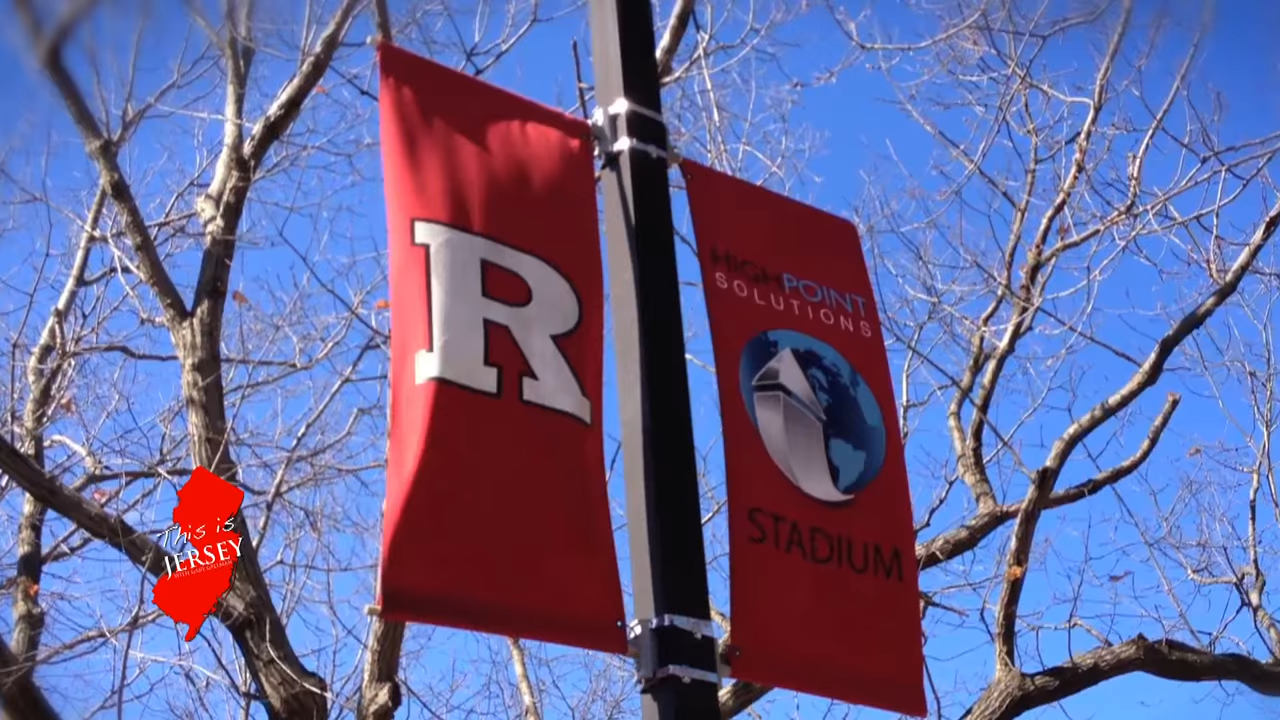 R
HIGHPOINT
SOLUTIONS
STADIUM
This is
JERSEY